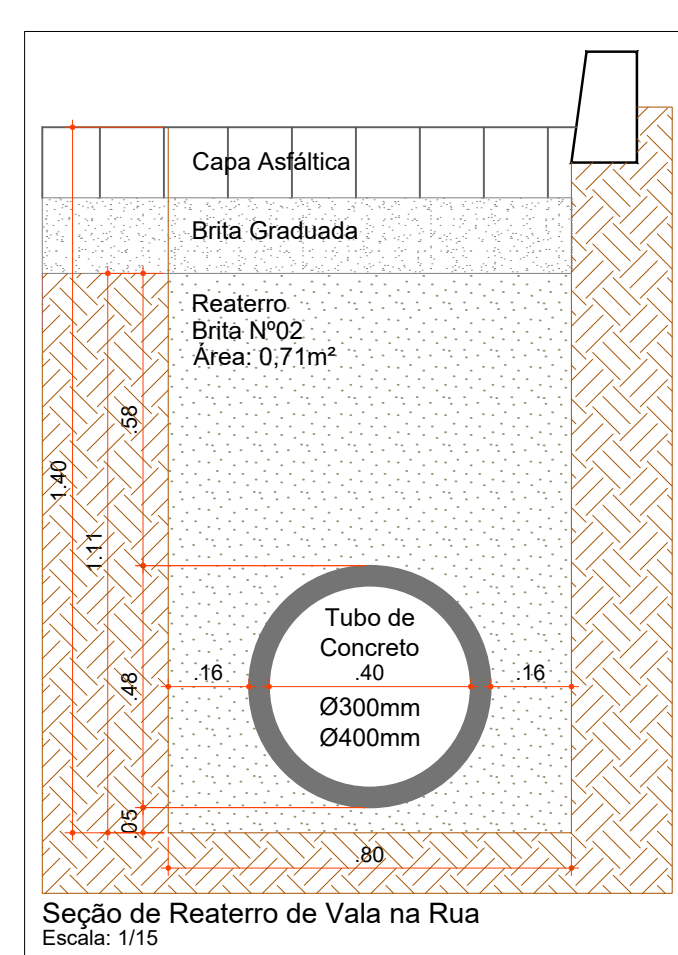 Capa Asfáltica
Brita Graduada
Reaterro
Brita Nº02
Área: 0,71m²
.58
1.40
1.11
Tubo de
Concreto
.16
.40
.16
.48
Ø300mm
Ø400mm
.05
.80
Seção de Reaterro de Vala na Rua
Escala: 1/15